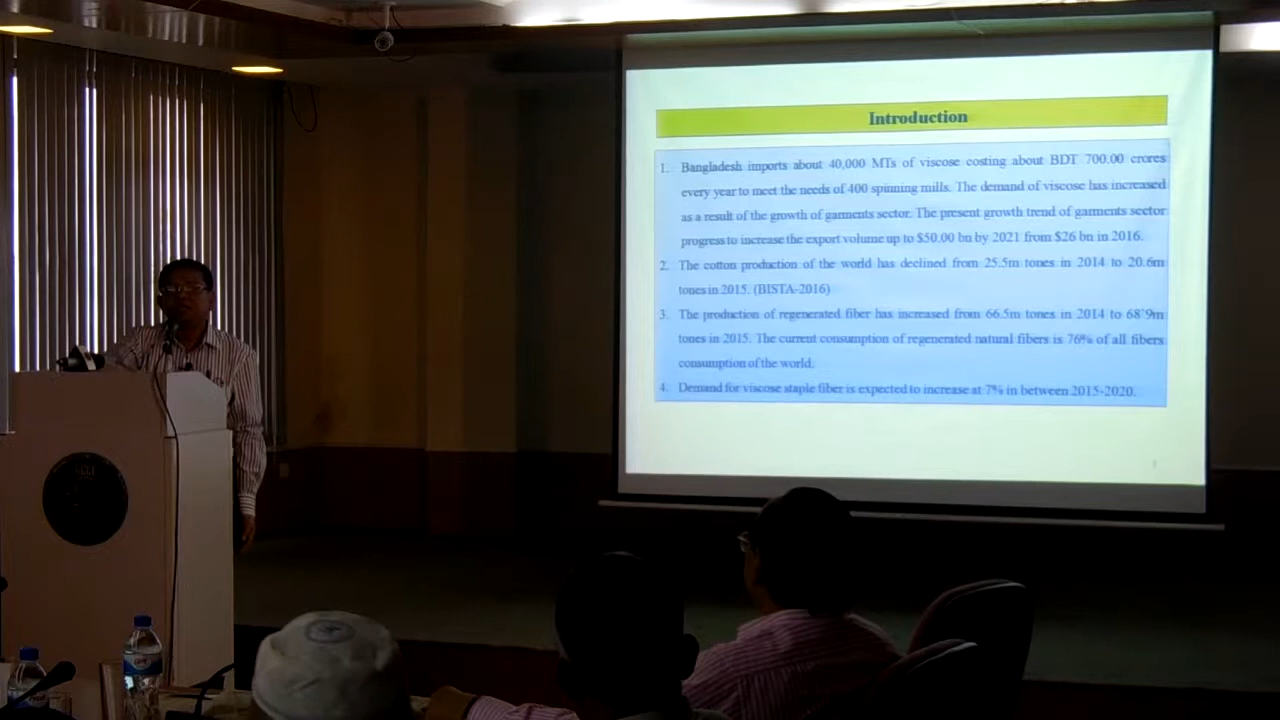 Introduction
1. Bangladesh imports about 40,000 MTs of viscose costing about BDT 700.00 crores
every year to meet the needs of 400 spinning mills. The demand of viscose has increased
as a result of the growth of garments sector. The present growth trend of garments sector
progress to increase the export volume up to $50.00 bn by 2021 from $26 bn in 2016.
2. The cotton production of the world has declined from 25.5m tones in 2014 to 20.6m
tones in 2015. (BISTA-2016)
3. The production of regenerated fiber has increased from 66.5m tones in 2014 to 68'9m
tones in 2015. The current consumption of regenerated natural fibers is 76% of all fibers
consumption of the world.
4. Demand for viscose staple fiber is expected to increase at 7% in between 2015-2020.